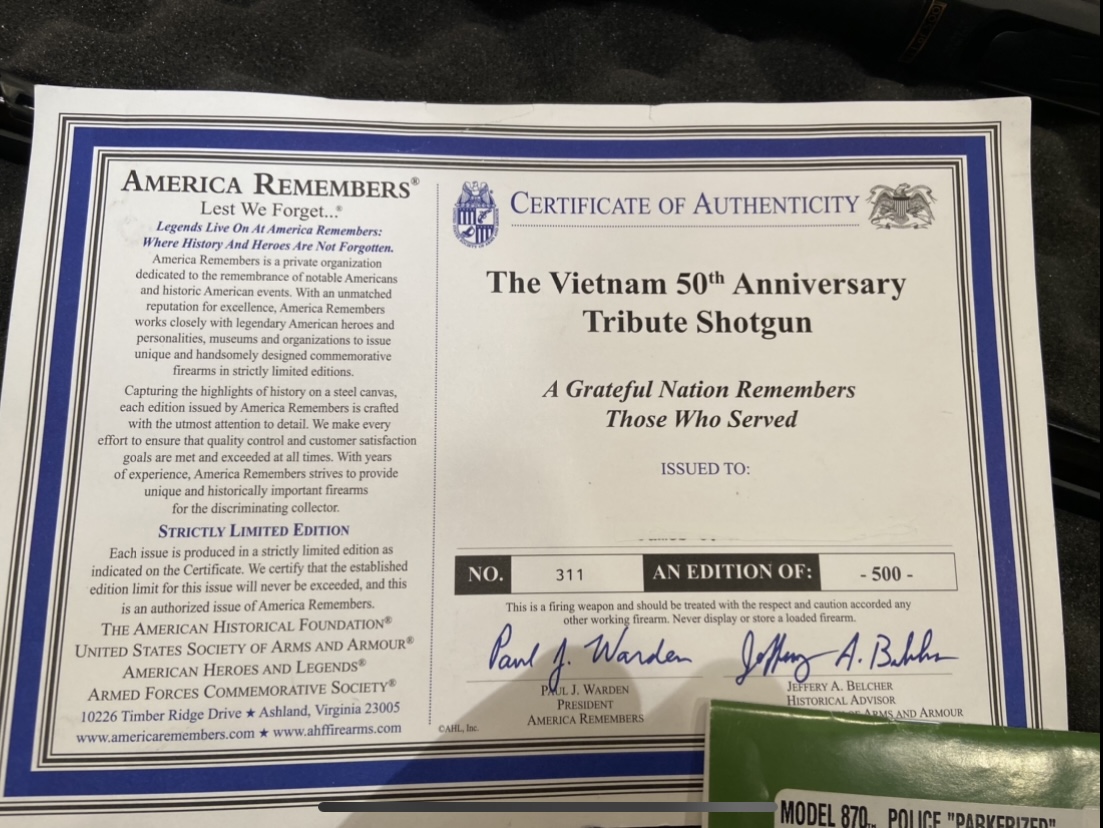 AMERICA REMEMBERS®
Lest We Forget...®
Legends Live On At America Remembers:
Where History And Heroes Are Not Forgotten.
America Remembers is a private organization
dedicated to the remembrance of notable Americans
and historic American events. With an unmatched
reputation for excellence, America Remembers
works closely with legendary American heroes and
personalities, museums and organizations to issue
unique and handsomely designed commemorative
firearms in strictly limited editions.
Capturing the highlights of history on a steel canvas,
each edition issued by America Remembers is crafted
with the utmost attention to detail. We make every
effort to ensure that quality control and customer satisfaction
goals are met and exceeded at all times. With years
of experience, America Remembers strives to provide
unique and historically important firearms
for the discriminating collector.
STRICTLY LIMITED EDITION
Each issue is produced in a strictly limited edition as
indicated on the Certificate. We certify that the established
edition limit for this issue will never be exceeded, and this
is an authorized issue of America Remembers.
THE AMERICAN HISTORICAL FOUNDATION®
UNITED STATES SOCIETY OF ARMS AND ARMOUR®
AMERICAN HEROES AND LEGENDS®
ARMED FORCES COMMEMORATIVE SOCIETY®
10226 Timber Ridge Drive ★ Ashland, Virginia 23005
www.americaremembers.com ★ www.ahffirearms.com
CERTIFICATE OF AUTHENTICITY
The Vietnam 50th Anniversary
Tribute Shotgun
A Grateful Nation Remembers
Those Who Served
ISSUED TO:
NO. 311 AN EDITION OF: - 500 -
This is a firing weapon and should be treated with the respect and caution accorded any
other working firearm. Never display or store a loaded firearm.
Paul J. Warden
PAUL J. WARDEN
PRESIDENT
AMERICA REMEMBERS
Jeffery A. Belcher
JEFFERY A. BELCHER
HISTORICAL ADVISOR
OF ARMS AND ARMOUR
©AHL, Inc.
MODEL 870™ POLICE "PARKERIZED"